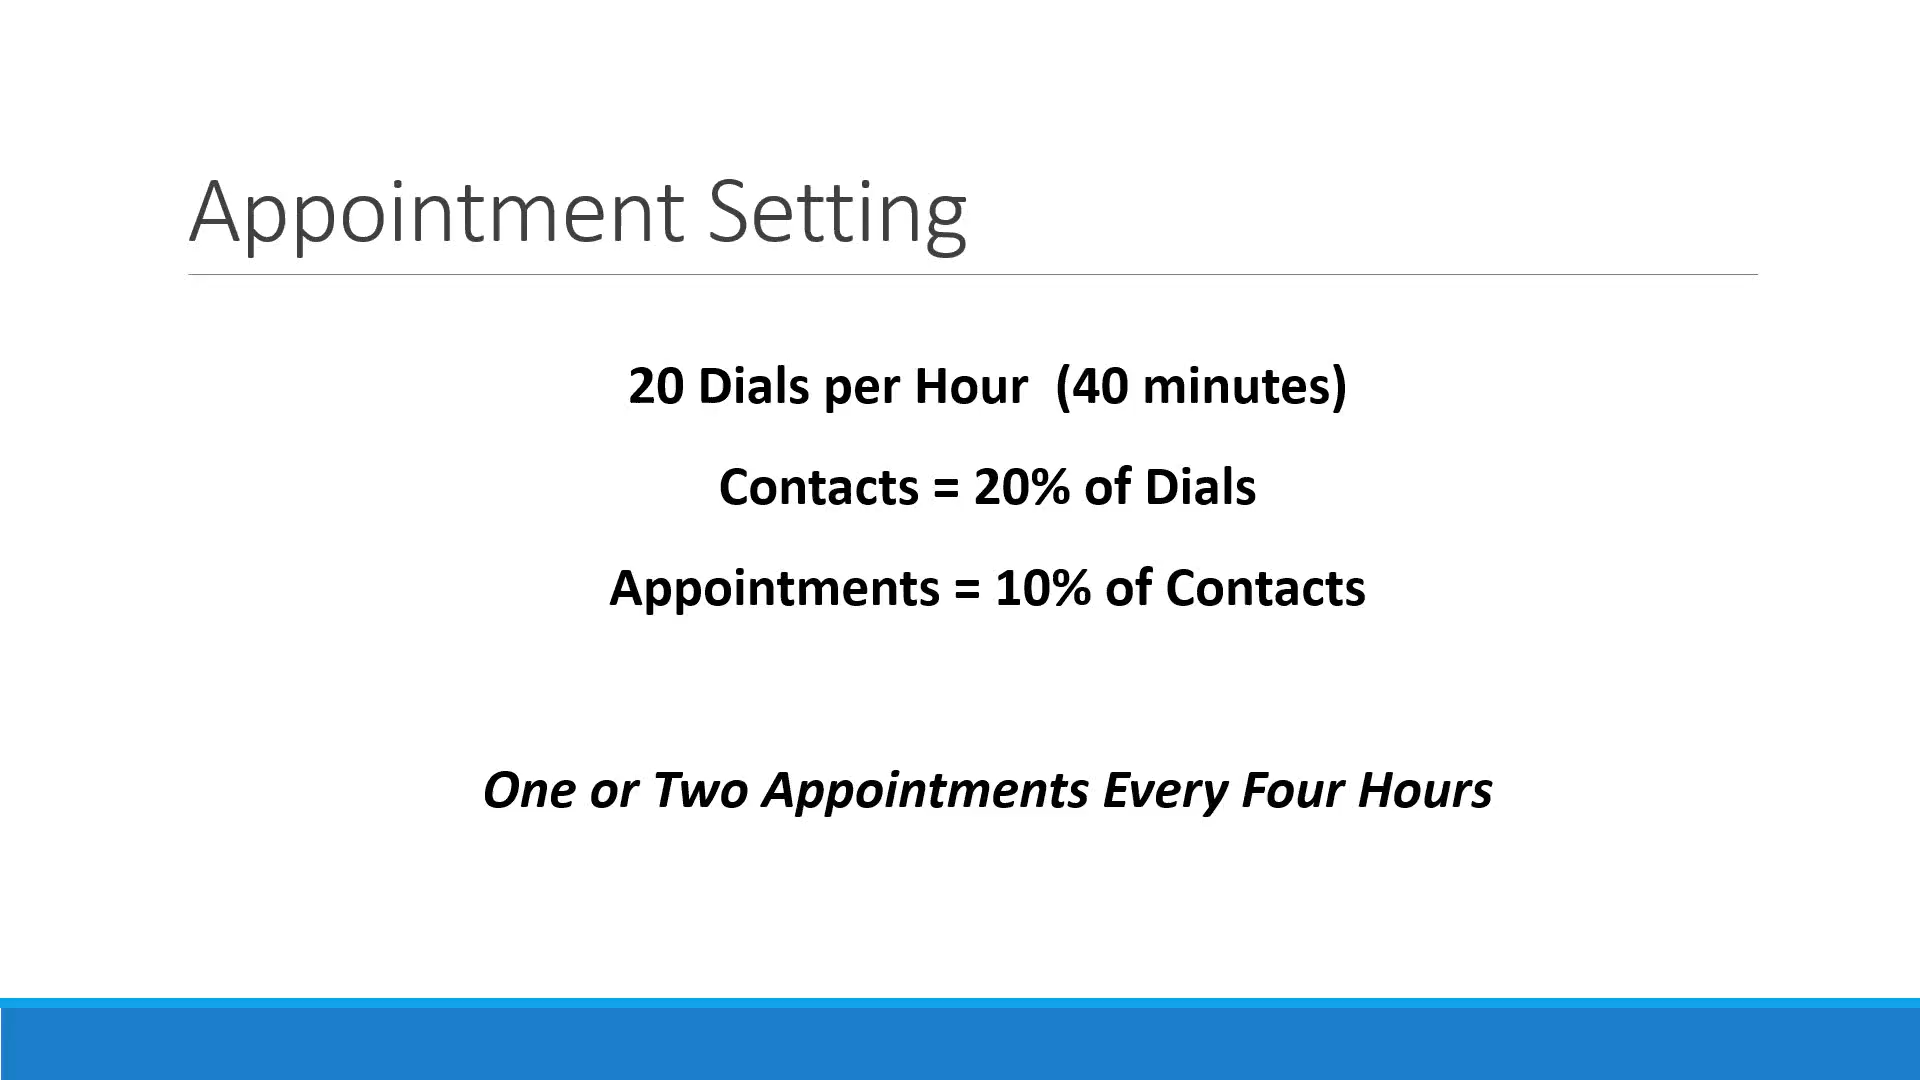 Appointment Setting
20 Dials per Hour  (40 minutes)
Contacts = 20% of Dials
Appointments = 10% of Contacts
One or Two Appointments Every Four Hours